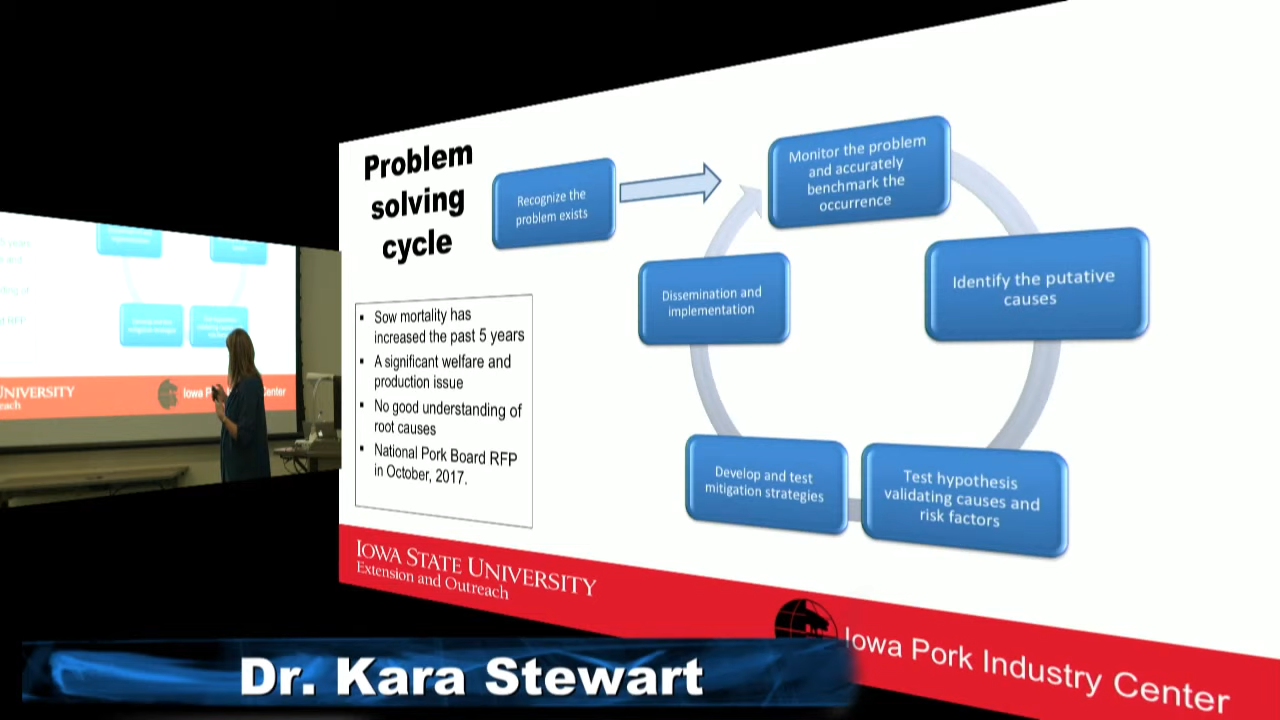 Problem
solving
cycle
Recognize the
problem exists
Monitor the problem
and accurately
benchmark the
occurrence
Identify the putative
causes
Test hypothesis
validating causes and
risk factors
Develop and test
mitigation strategies
Dissemination and
implementation
▪ Sow mortality has
increased the past 5 years
▪ A significant welfare and
production issue
▪ No good understanding of
root causes
▪ National Pork Board RFP
in October, 2017.
IOWA STATE UNIVERSITY
Extension and Outreach
Iowa Pork Industry Center
UNIVERSITY
Iowa P
Center
Dr. Kara Stewart